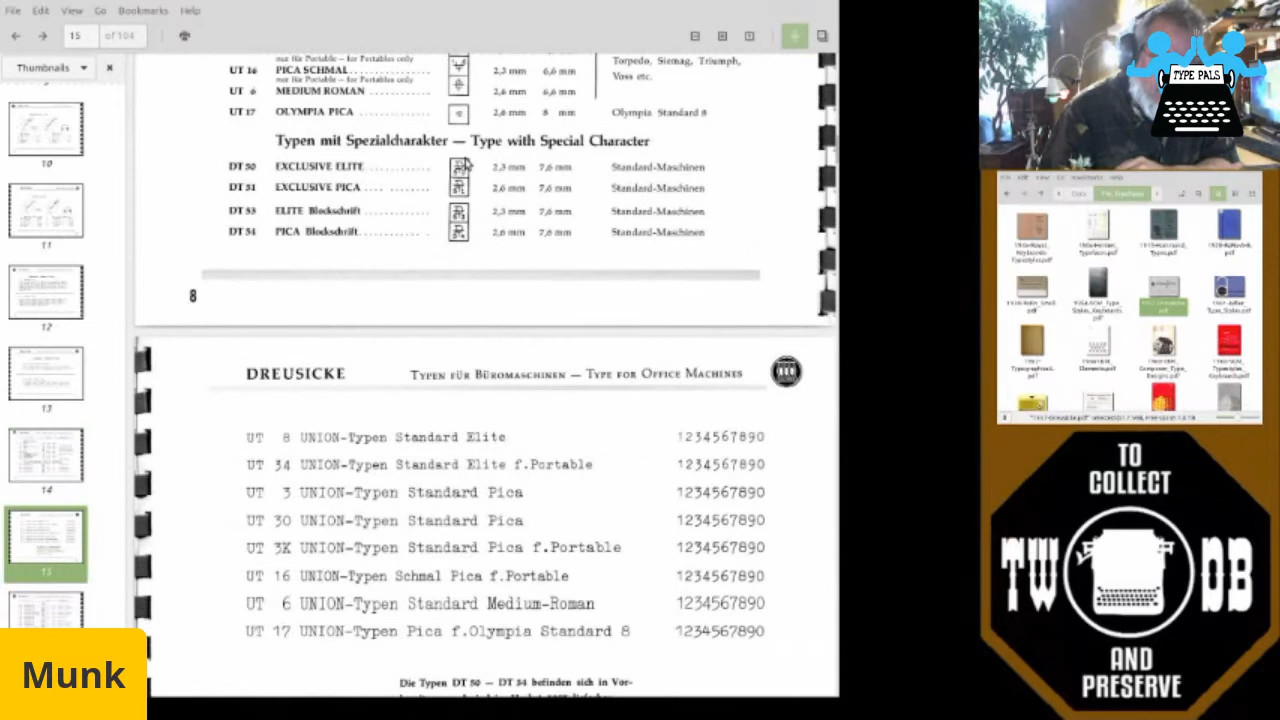 File Edit View Go Bookmarks Help
15 of 104
Thumbnails
10
11
12
13
14
15
nur für Portable — for Portables only
UT 16 PICA SCHMAL 2,3 mm 6,6 mm Torpedo, Siemag, Triumph,
nur für Portable — for Portables only
Voss etc.
UT 6 MEDIUM ROMAN 2,6 mm 6,6 mm
UT 17 OLYMPIA PICA 2,6 mm 8 mm Olympia Standard 8
Typen mit Spezialcharakter — Type with Special Character
DT 50 EXCLUSIVE ELITE 2,3 mm 7,6 mm Standard-Maschinen
DT 51 EXCLUSIVE PICA 2,6 mm 7,6 mm Standard-Maschinen
DT 53 ELITE Blockschrift 2,3 mm 7,6 mm Standard-Maschinen
DT 54 PICA Blockschrift 2,6 mm 7,6 mm Standard-Maschinen
8
DREUSICKE TYPEN FÜR BÜROMASCHINEN — TYPE FOR OFFICE MACHINES
UT 8 UNION-Typen Standard Elite 1234567890
UT 34 UNION-Typen Standard Elite f.Portable 1234567890
UT 3 UNION-Typen Standard Pica 1234567890
UT 30 UNION-Typen Standard Pica 1234567890
UT 3K UNION-Typen Standard Pica f.Portable 1234567890
UT 16 UNION-Typen Schmal Pica f.Portable 1234567890
UT 6 UNION-Typen Standard Medium-Roman 1234567890
UT 17 UNION-Typen Pica f.Olympia Standard 8 1234567890
Die Typen DT 50 — DT 54 befinden sich in Vor-
Munk
TYPE PALS
TO
COLLECT
TW DB
AND
PRESERVE